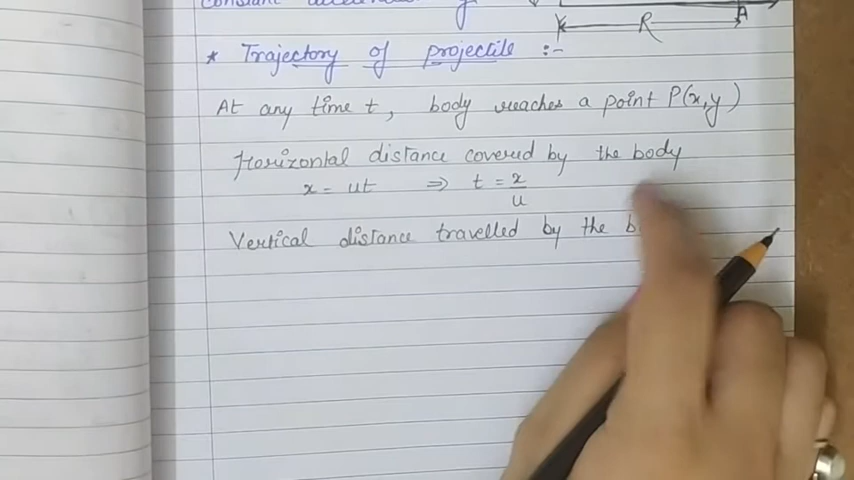 R A
* Trajectory of projectile :-
At any time t, body reaches a point P(x,y)
Horizontal distance covered by the body
x = ut ⇒ t = x/u
Vertical distance travelled by the